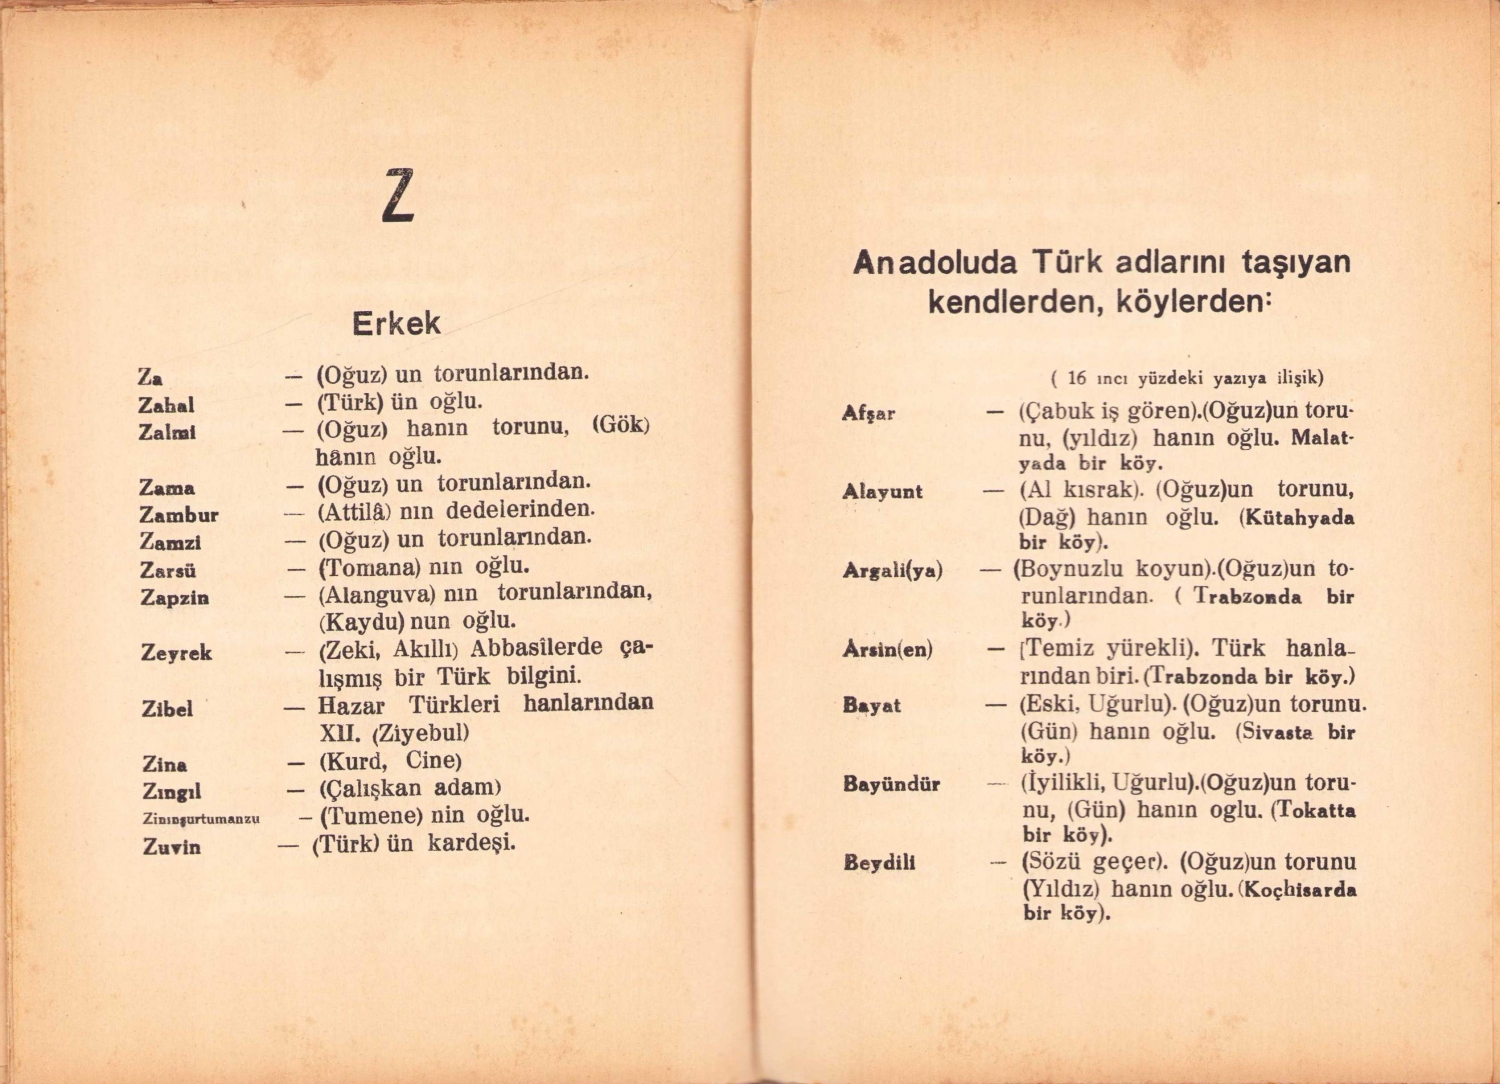 Z
Erkek
Za — (Oğuz) un torunlarından.
Zahal — (Türk) ün oğlu.
Zalmi — (Oğuz) hanın torunu, (Gök)
hânın oğlu.
Zama — (Oğuz) un torunlarından.
Zambur — (Attilâ) nın dedelerinden.
Zamzi — (Oğuz) un torunlarından.
Zarsü — (Tomana) nın oğlu.
Zapzin — (Alanguva) nın torunlarından,
(Kaydu) nun oğlu.
Zeyrek — (Zeki, Akıllı) Abbasîlerde ça-
lışmış bir Türk bilgini.
Zibel — Hazar Türkleri hanlarından
XII. (Ziyebul)
Zina — (Kurd, Cine)
Zıngıl — (Çalışkan adam)
Zininşurtumanzu — (Tumene) nin oğlu.
Zuvin — (Türk) ün kardeşi.
Anadoluda Türk adlarını taşıyan
kendlerden, köylerden:
( 16 ıncı yüzdeki yazıya ilişik)
Afşar — (Çabuk iş gören).(Oğuz)un toru-
nu, (yıldız) hanın oğlu. Malat-
yada bir köy.
Alayunt — (Al kısrak). (Oğuz)un torunu,
(Dağ) hanın oğlu. (Kütahyada
bir köy).
Argali(ya) — (Boynuzlu koyun).(Oğuz)un to-
runlarından. ( Trabzonda bir
köy.)
Arsin(en) — (Temiz yürekli). Türk hanla-
rından biri. (Trabzonda bir köy.)
Bayat — (Eski, Uğurlu). (Oğuz)un torunu.
(Gün) hanın oğlu. (Sivasta bir
köy.)
Bayündür — (İyilikli, Uğurlu).(Oğuz)un toru-
nu, (Gün) hanın oglu. (Tokatta
bir köy).
Beydili — (Sözü geçer). (Oğuz)un torunu
(Yıldız) hanın oğlu. (Koçhisarda
bir köy).